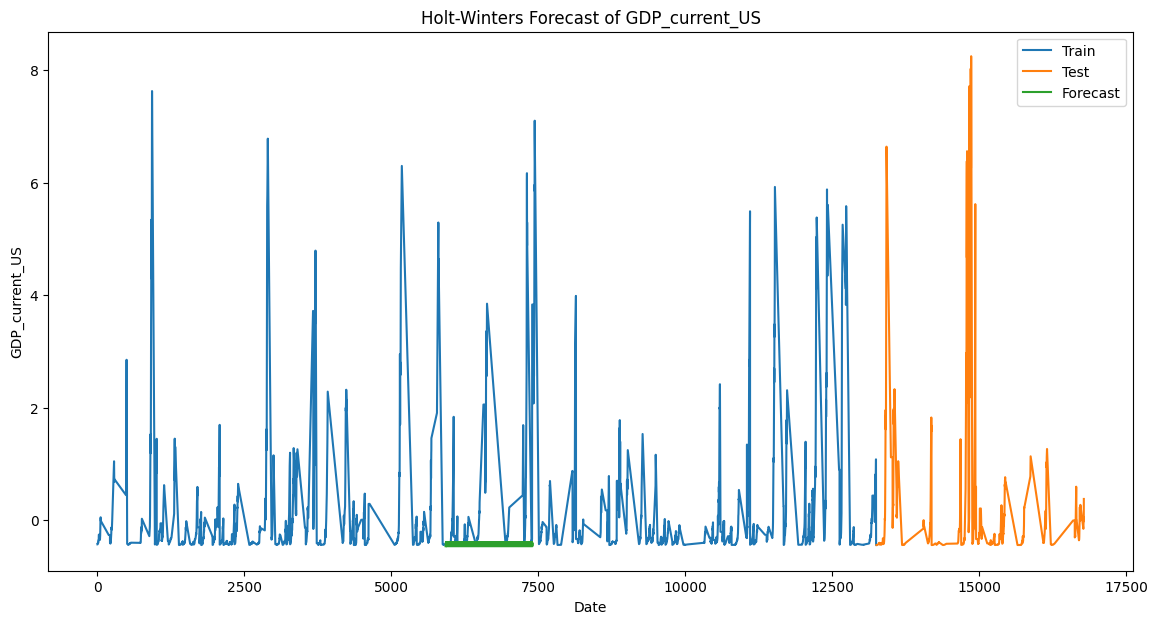 Holt-Winters Forecast of GDP_current_US
Train
Test
Forecast
GDP_current_US
8
6
4
2
0
0 2500 5000 7500 10000 12500 15000 17500
Date